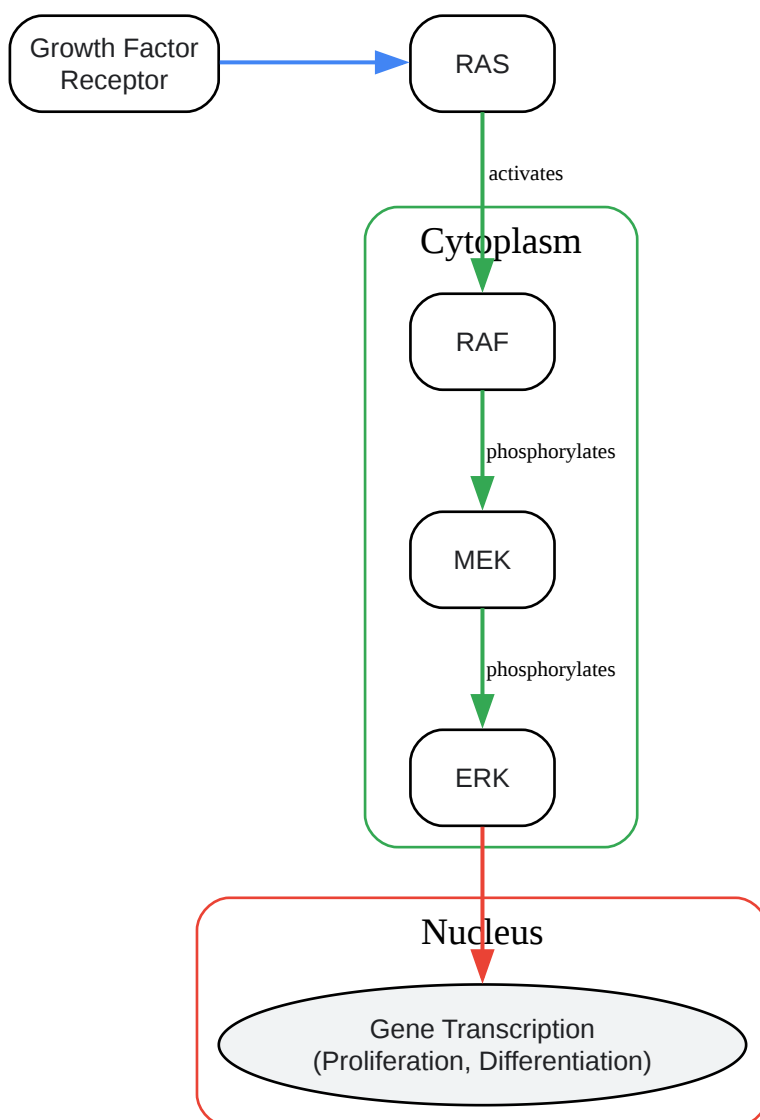 Growth Factor
Receptor
RAS
activates
Cytoplasm
RAF
phosphorylates
MEK
phosphorylates
ERK
Nucleus
Gene Transcription
(Proliferation, Differentiation)